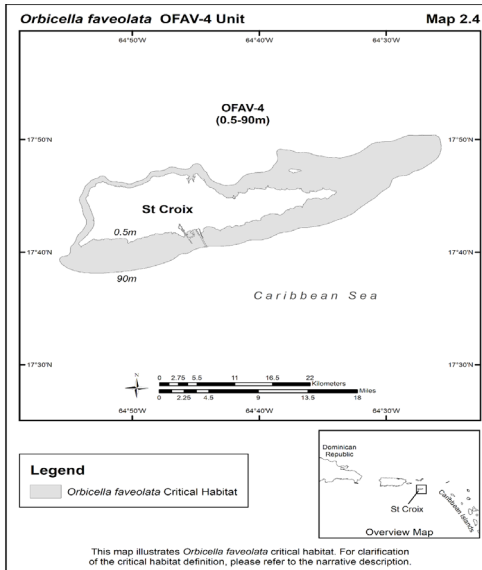 Orbicella faveolata OFAV-4 Unit Map 2.4
64°50'W 64°40'W 64°30'W
OFAV-4
(0.5-90m)
17°50'N 17°50'N
St Croix
0.5m
17°40'N 17°40'N
90m
Caribbean Sea
17°30'N 17°30'N
N
0 2.75 5.5 11 16.5 22
Kilometers
Miles
0 2.25 4.5 9 13.5 18
64°50'W 64°40'W 64°30'W
Dominican
Republic
Legend
Orbicella faveolata Critical Habitat
St Croix
Caribbean Islands
Overview Map
This map illustrates Orbicella faveolata critical habitat. For clarification
of the critical habitat definition, please refer to the narrative description.